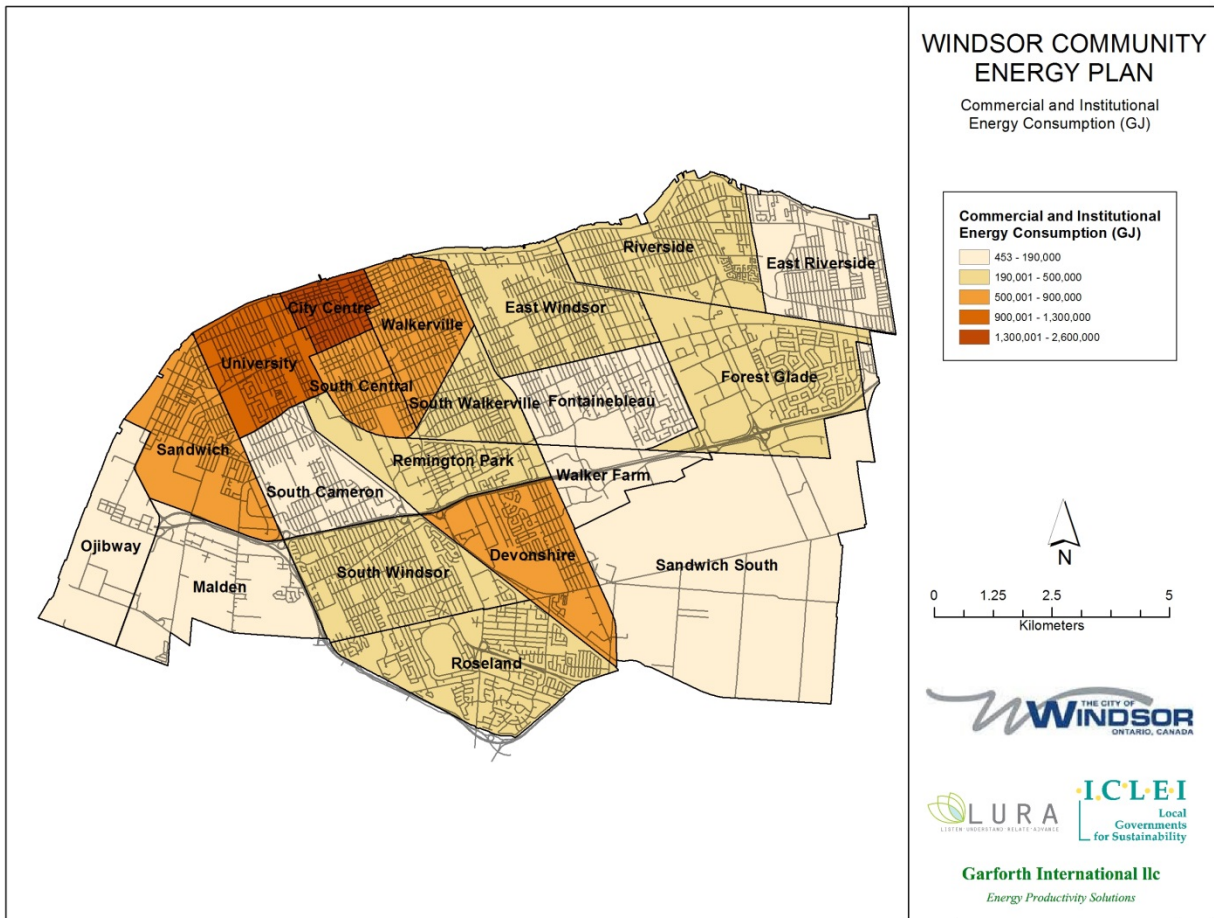 WINDSOR COMMUNITY
ENERGY PLAN
Commercial and Institutional
Energy Consumption (GJ)
Commercial and Institutional
Energy Consumption (GJ)
453 - 190,000
190,001 - 500,000
500,001 - 900,000
900,001 - 1,300,000
1,300,001 - 2,600,000
Riverside
East Riverside
City Centre
East Windsor
Walkerville
University
South Central
Forest Glade
South Walkerville
Fontainebleau
Sandwich
Remington Park
Walker Farm
South Cameron
Ojibway
Devonshire
Sandwich South
South Windsor
Malden
Roseland
N
0 1.25 2.5 5
Kilometers
THE CITY OF
WINDSOR
ONTARIO, CANADA
LURA
LISTEN·UNDERSTAND·RELATE·ADVANCE
I·C·L·E·I
Local
Governments
for Sustainability
Garforth International llc
Energy Productivity Solutions